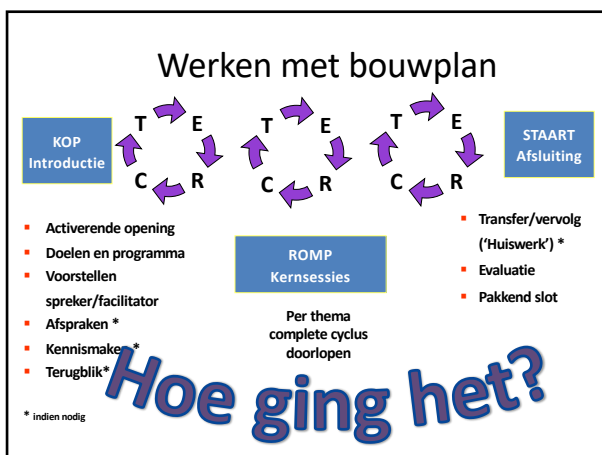 Werken met bouwplan
KOP
Introductie
T E
C R
T E
C R
T E
C R
STAART
Afsluiting
▪ Activerende opening
▪ Doelen en programma
▪ Voorstellen
spreker/facilitator
▪ Afspraken *
▪ Kennismaken *
▪ Terugblik*
* indien nodig
ROMP
Kernsessies
Per thema
complete cyclus
doorlopen
▪ Transfer/vervolg
('Huiswerk') *
▪ Evaluatie
▪ Pakkend slot
Hoe ging het?